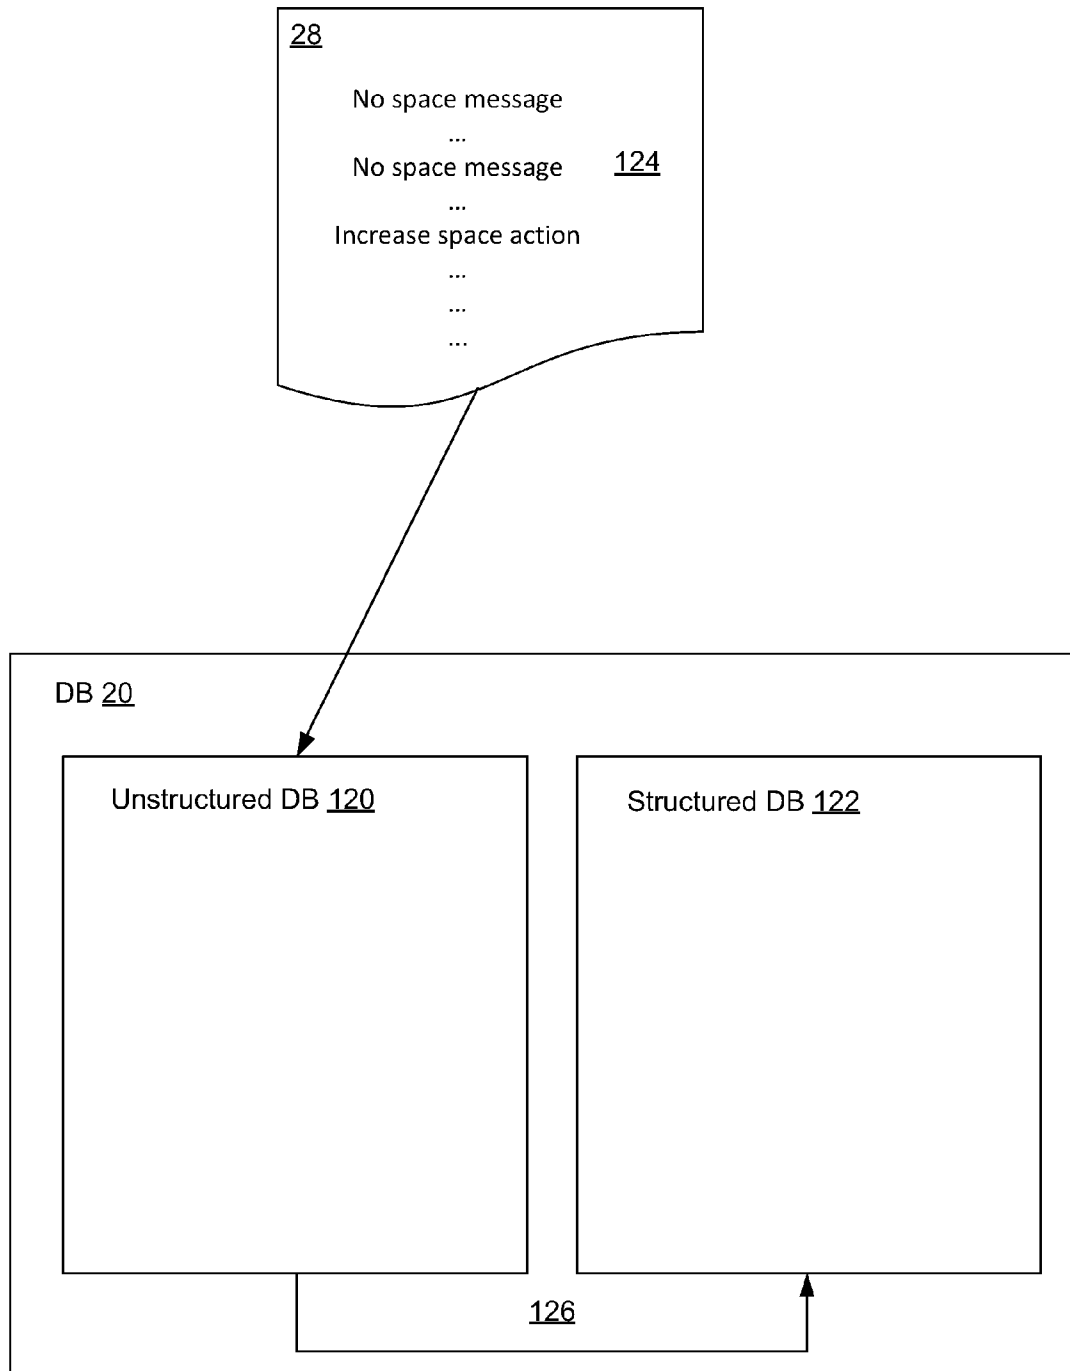 28
No space message
...
No space message
124
...
Increase space action
...
...
...
DB 20
Unstructured DB 120
Structured DB 122
126